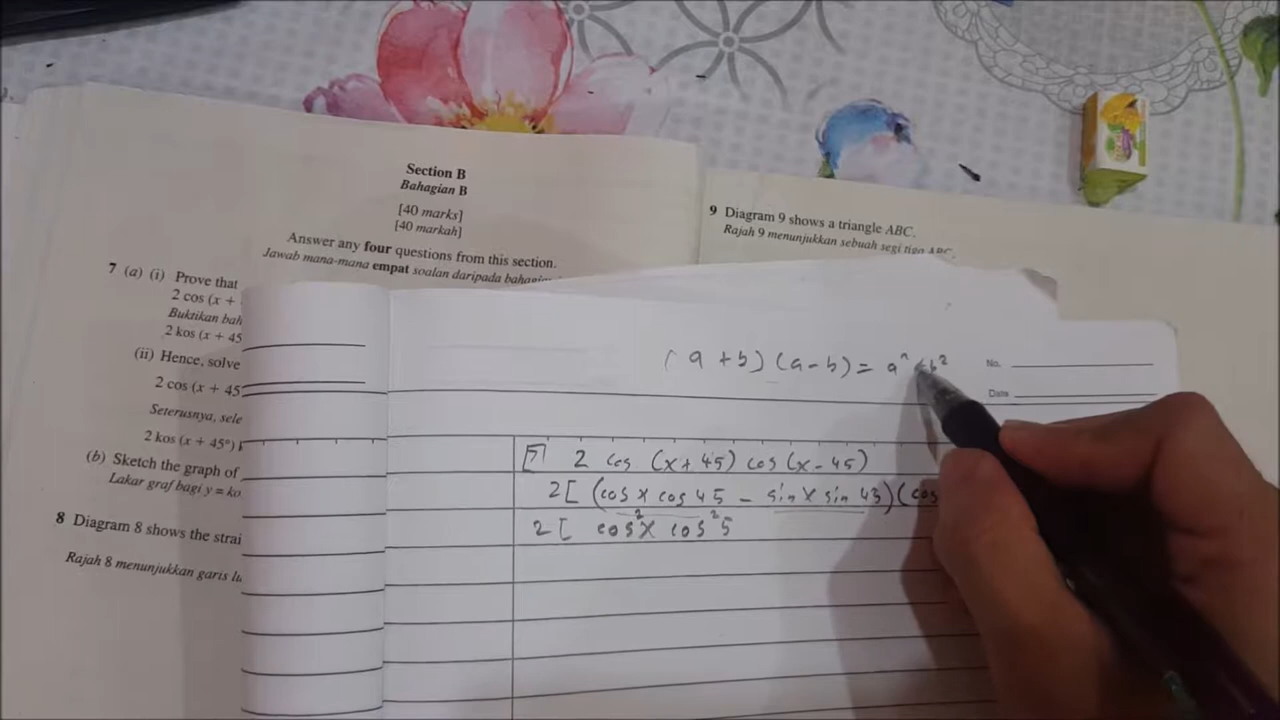 Section B
Bahagian B
[40 marks]
[40 markah]
Answer any four questions from this section.
Jawab mana-mana empat soalan daripada
7 (a) (i) Prove that
2 cos (x +
Buktikan bah
2 kos (x + 45
(ii) Hence, solve
2 cos (x + 45
Seterusnya, sele
2 kos (x + 45°)
(b) Sketch the graph of
Lakar graf bagi y = ko
8 Diagram 8 shows the strai
Rajah 8 menunjukkan garis lu
9 Diagram 9 shows a triangle ABC.
Rajah 9 menunjukkan sebuah segi tiga ABC.
No.
Date
(a + b) (a - b) = a² b²
7 2 cos (x + 45) cos (x - 45)
2 [ (cos x cos 45 - sin x sin 45) (cos
2 [ cos² x cos² 5